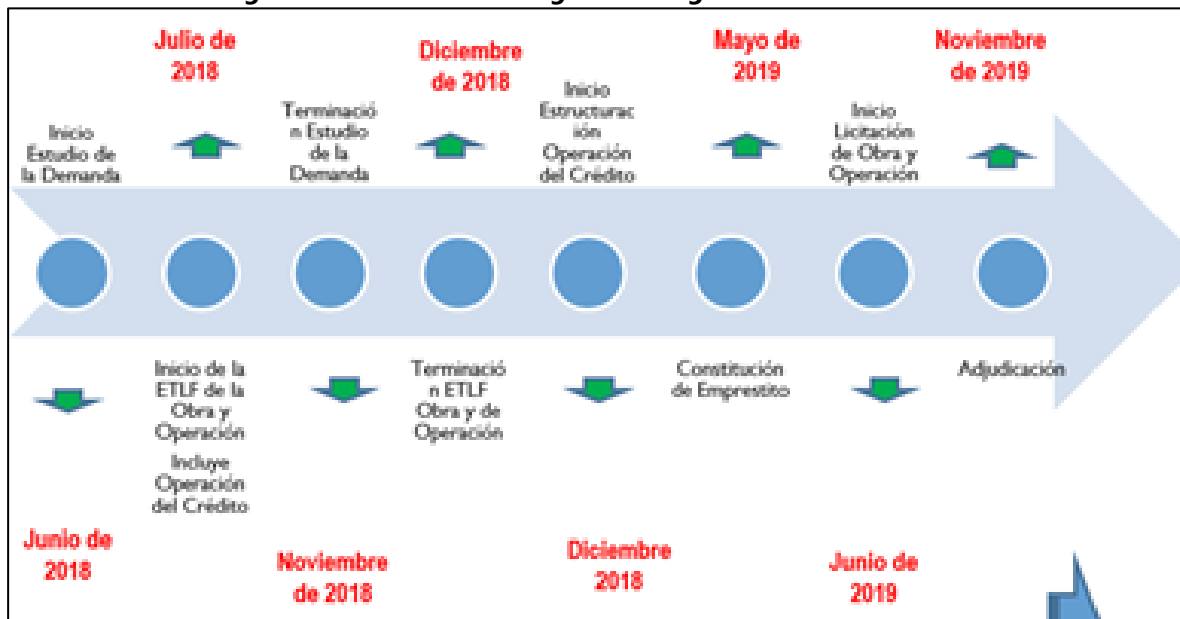 Julio de
2018
Diciembre
de 2018
Mayo de
2019
Noviembre
de 2019
Inicio
Estudio de
la Demanda
Terminació
n Estudio
de la
Demanda
Inicio
Estructurac
ión
Operación
del Crédito
Inicio
Licitación
de Obra y
Operación
Inicio de la
ETLF de la
Obra y
Operación
Incluye
Operación
del Crédito
Terminació
n ETLF
Obra y de
Operación
Constitución
de Emprestito
Adjudicación
Junio de
2018
Noviembre
de 2018
Diciembre
2018
Junio de
2019